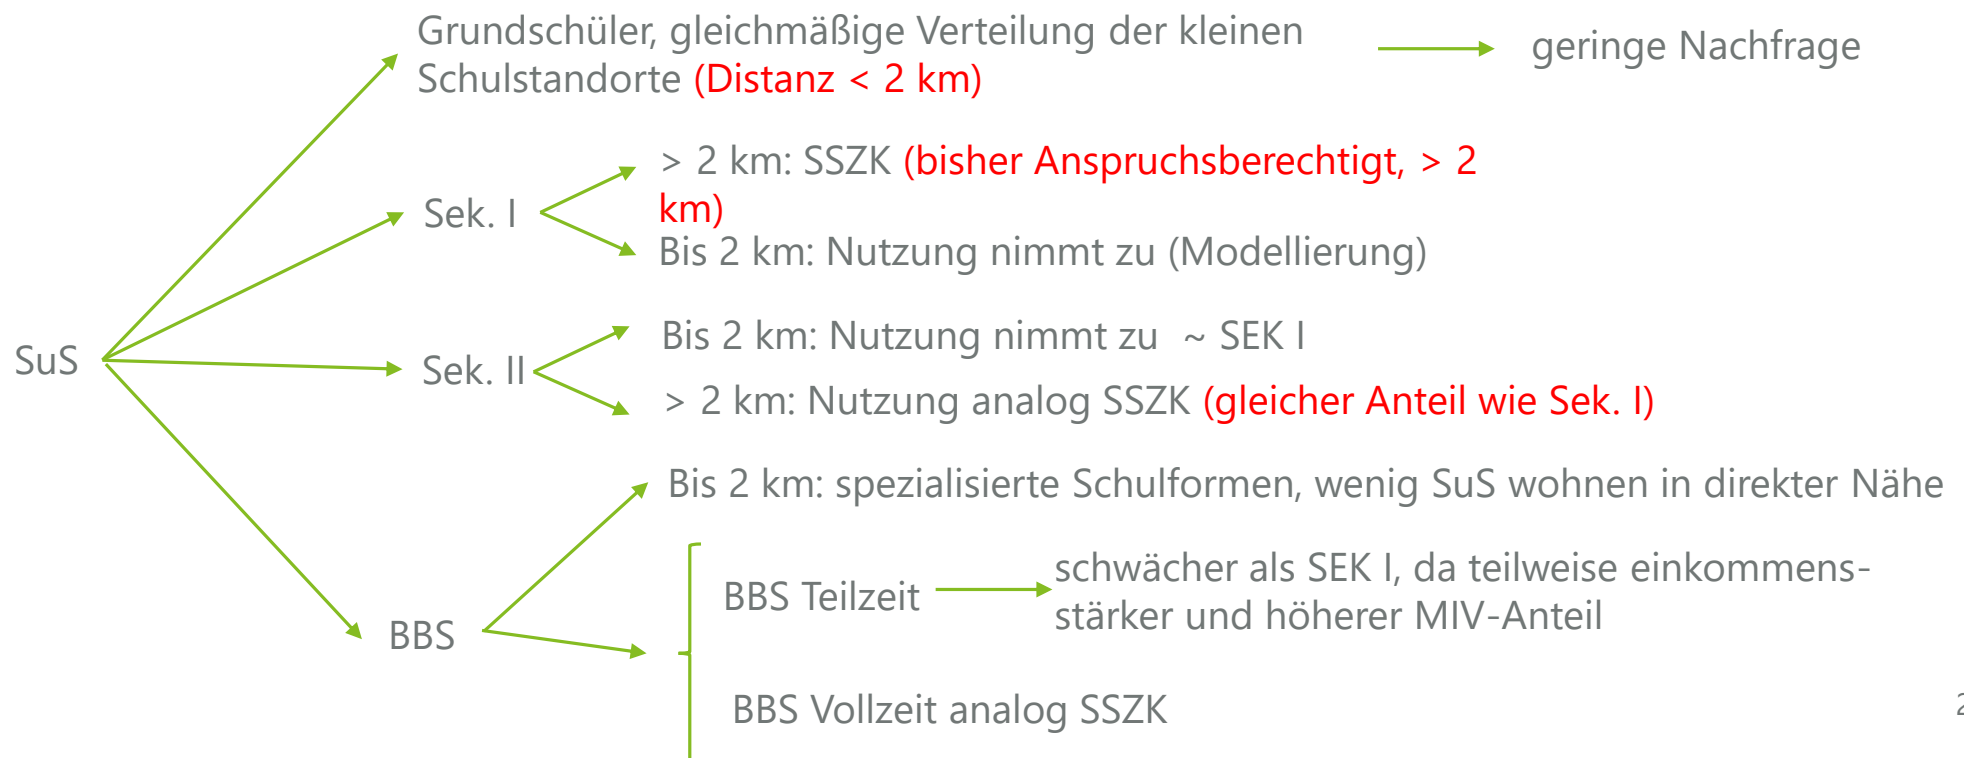 Grundschüler, gleichmäßige Verteilung der kleinen
Schulstandorte (Distanz < 2 km)
geringe Nachfrage
> 2 km: SSZK (bisher Anspruchsberechtigt, > 2
km)
Sek. I
Bis 2 km: Nutzung nimmt zu (Modellierung)
SuS
Bis 2 km: Nutzung nimmt zu ~ SEK I
Sek. II
> 2 km: Nutzung analog SSZK (gleicher Anteil wie Sek. I)
Bis 2 km: spezialisierte Schulformen, wenig SuS wohnen in direkter Nähe
BBS
BBS Teilzeit
schwächer als SEK I, da teilweise einkommens-
stärker und höherer MIV-Anteil
BBS Vollzeit analog SSZK